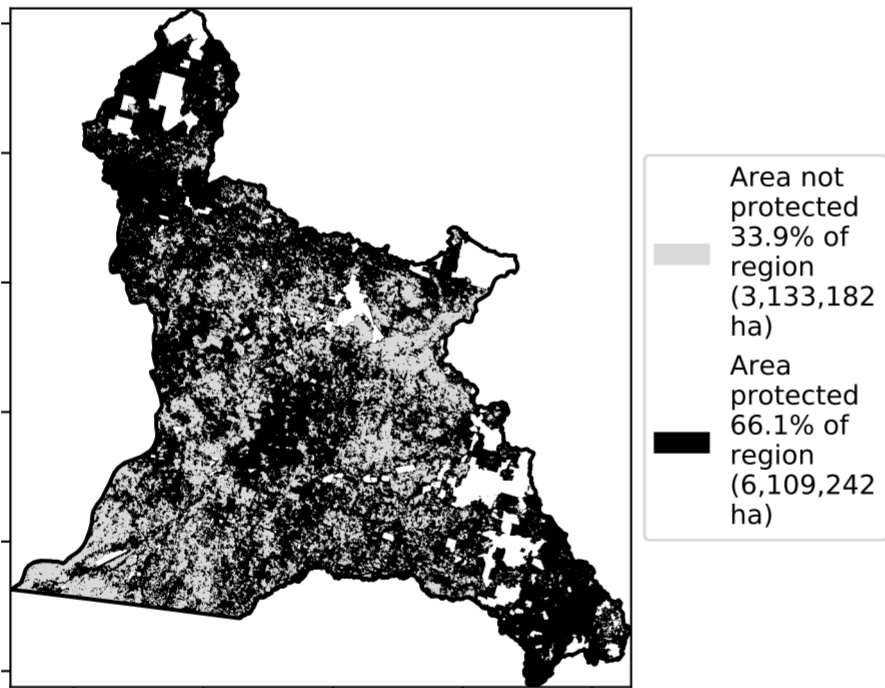 Area not
protected
33.9% of
region
(3,133,182
ha)
Area
protected
66.1% of
region
(6,109,242
ha)